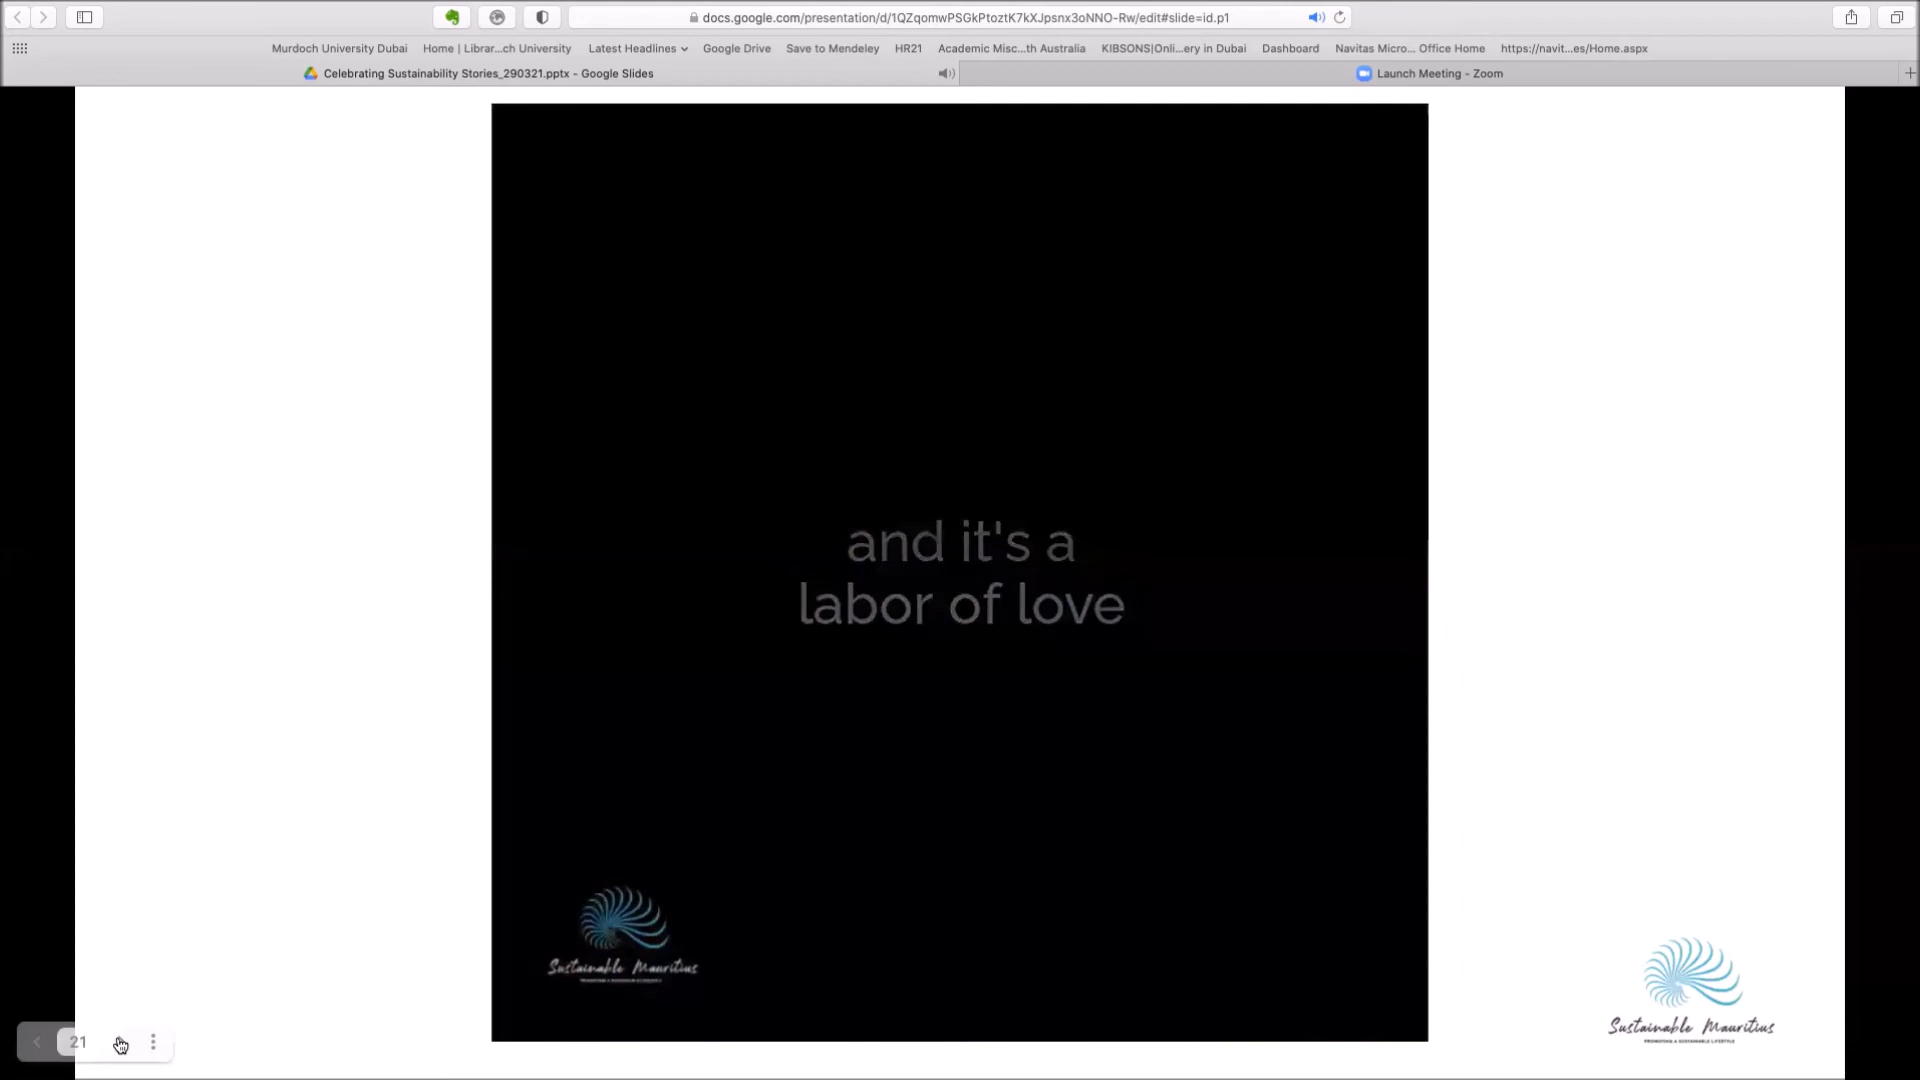 docs.google.com/presentation/d/1QZqomwPSGkPtoztK7kXJpsnx3oNNO-Rw/edit#slide=id.p1
Murdoch University Dubai
Home | Librar...ch University
Latest Headlines
Google Drive
Save to Mendeley
HR21
Academic Misc...th Australia
KIBSONS|Onli...ery in Dubai
Dashboard
Navitas Micro... Office Home
https://navit...es/Home.aspx
Celebrating Sustainability Stories_290321.pptx - Google Slides
Launch Meeting - Zoom
and it's a
labor of love
Sustainable Mauritius
Sustainable Mauritius
PROMOTING A SUSTAINABLE LIFESTYLE
21